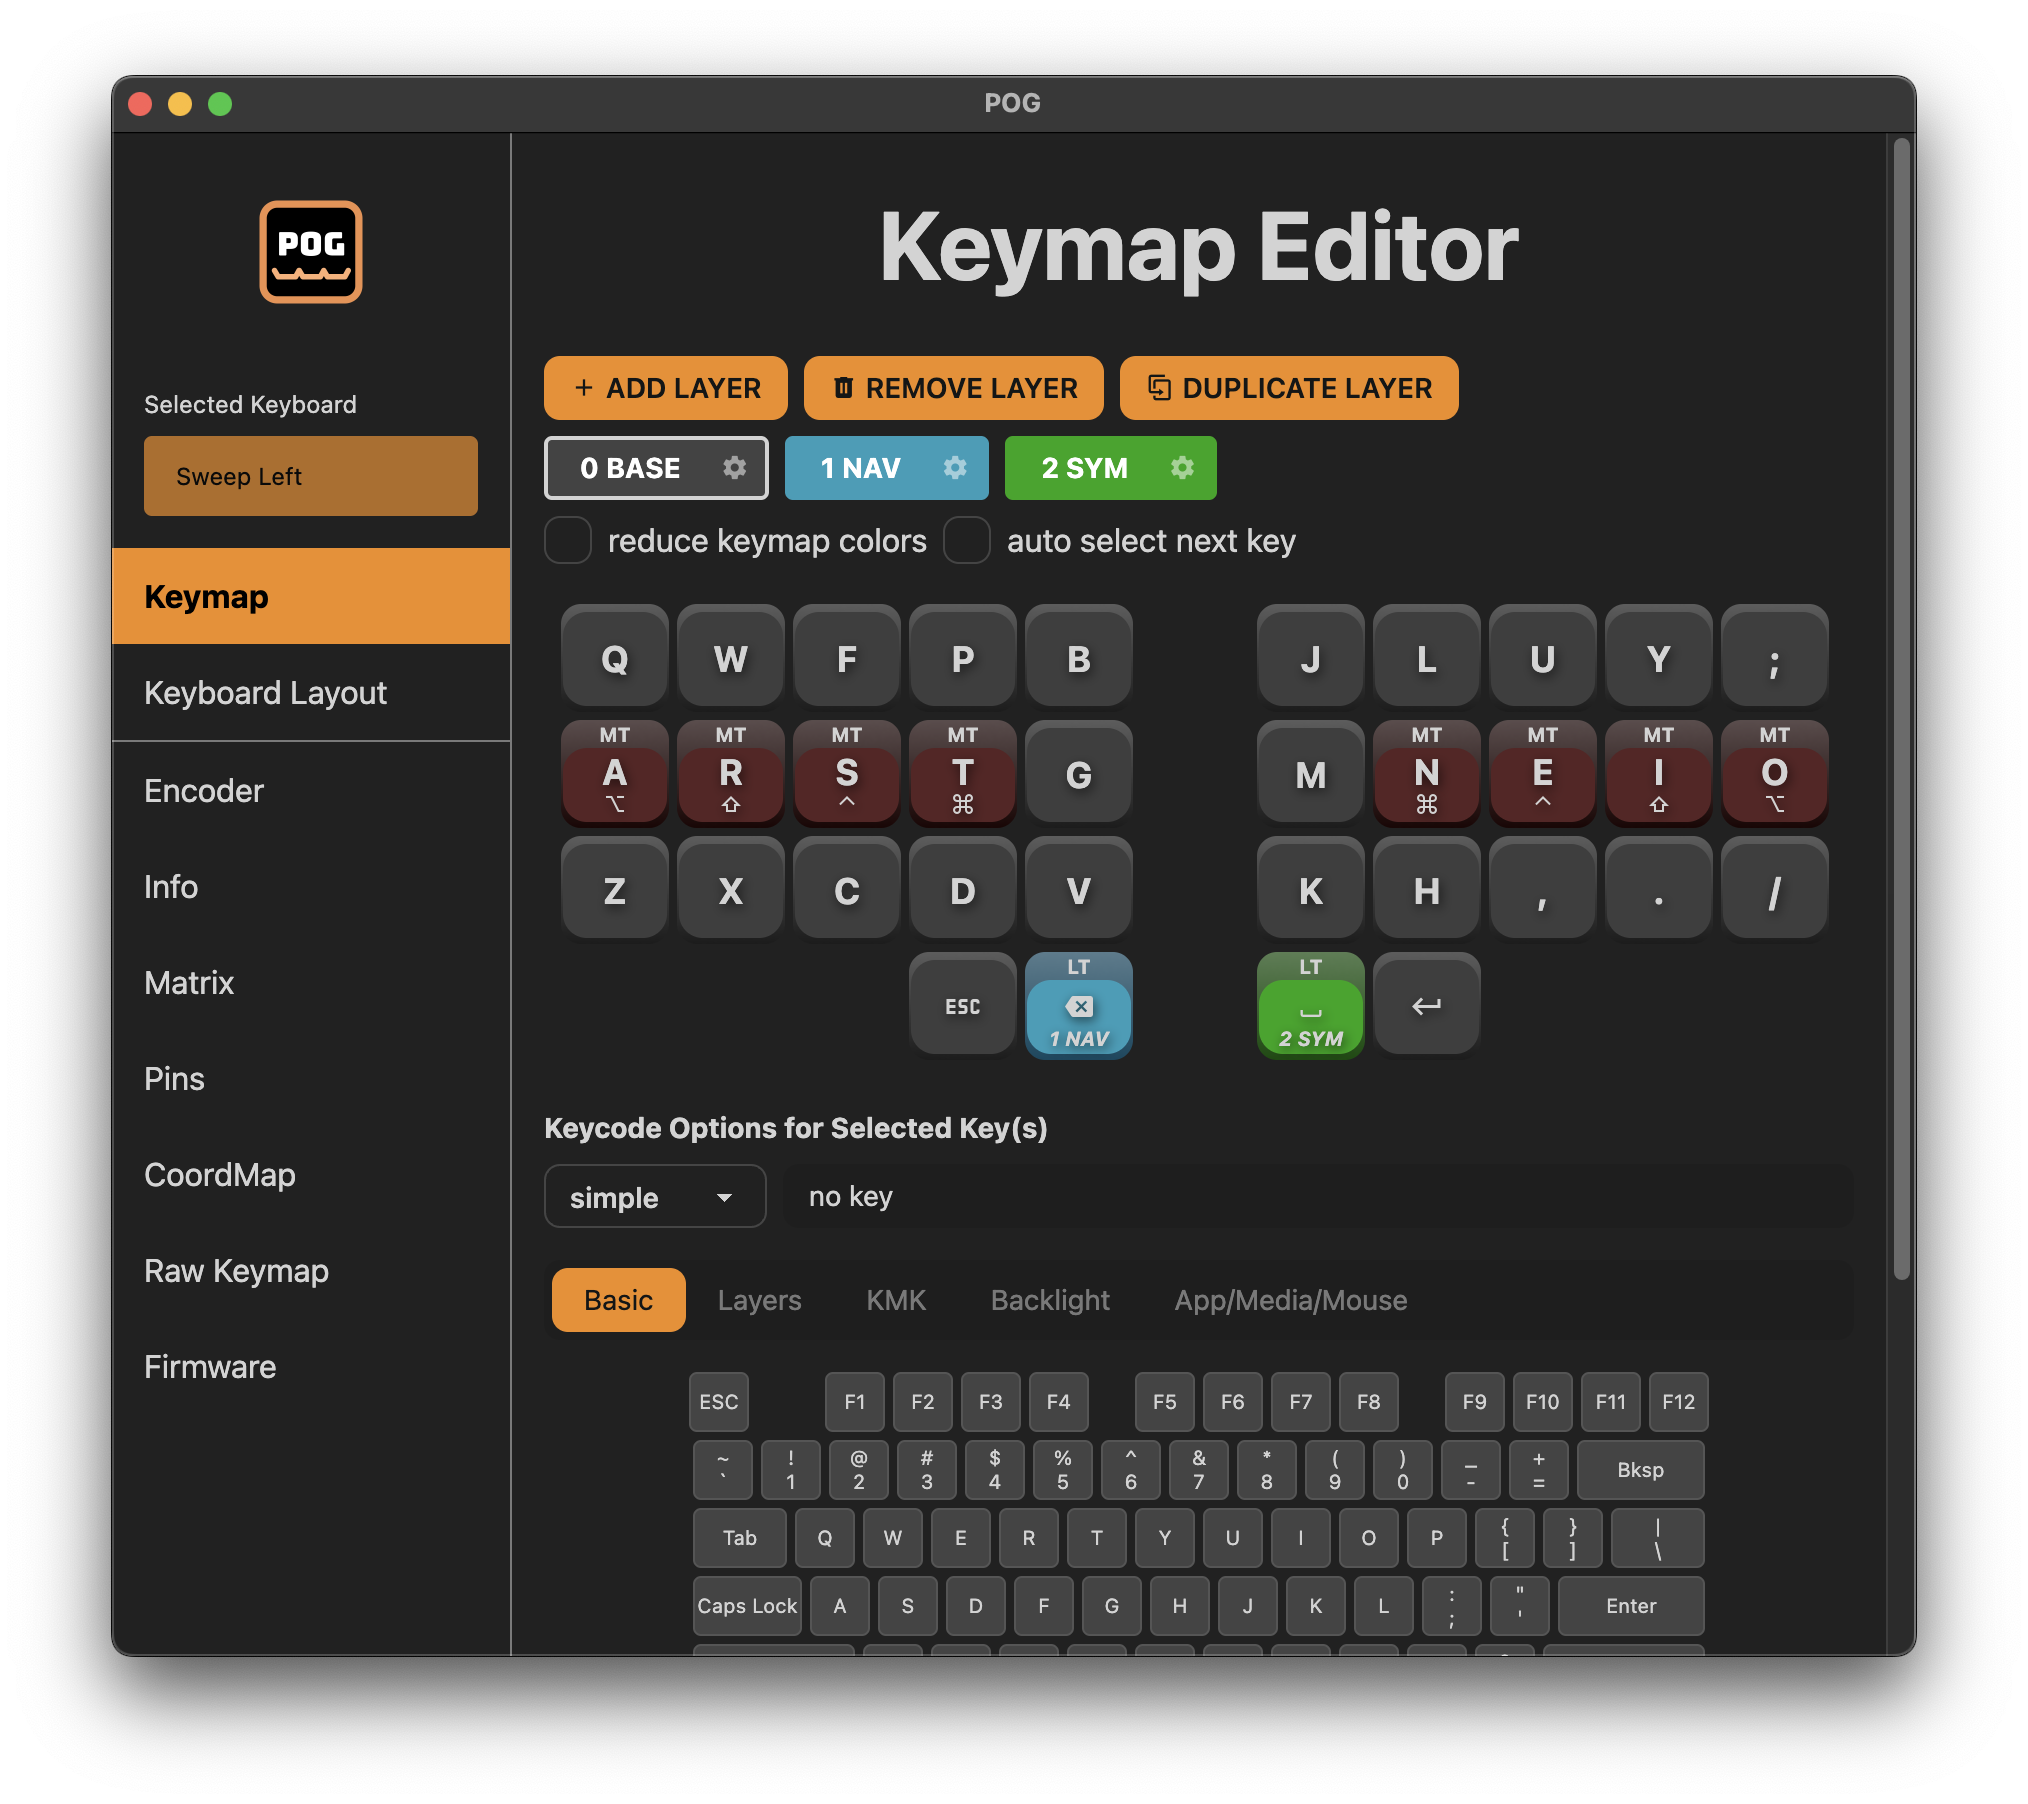 POG
POG
Selected Keyboard
Sweep Left
Keymap
Keyboard Layout
Encoder
Info
Matrix
Pins
CoordMap
Raw Keymap
Firmware
Keymap Editor
+ ADD LAYER REMOVE LAYER DUPLICATE LAYER
0 BASE 1 NAV 2 SYM
reduce keymap colors auto select next key
Q W F P B J L U Y ;
MT MT MT MT MT MT MT MT
A R S T G M N E I O
⌥ ⇧ ^ ⌘ ⌘ ^ ⇧ ⌥
Z X C D V K H , . /
LT LT
ESC ⌫ ⎵ ↵
1 NAV 2 SYM
Keycode Options for Selected Key(s)
simple no key
Basic Layers KMK Backlight App/Media/Mouse
ESC F1 F2 F3 F4 F5 F6 F7 F8 F9 F10 F11 F12
~ ! @ # $ % ^ & * ( ) _ +
` 1 2 3 4 5 6 7 8 9 0 - = Bksp
Tab Q W E R T Y U I O P { } |
[ ] \
Caps Lock A S D F G H J K L : " Enter
; '